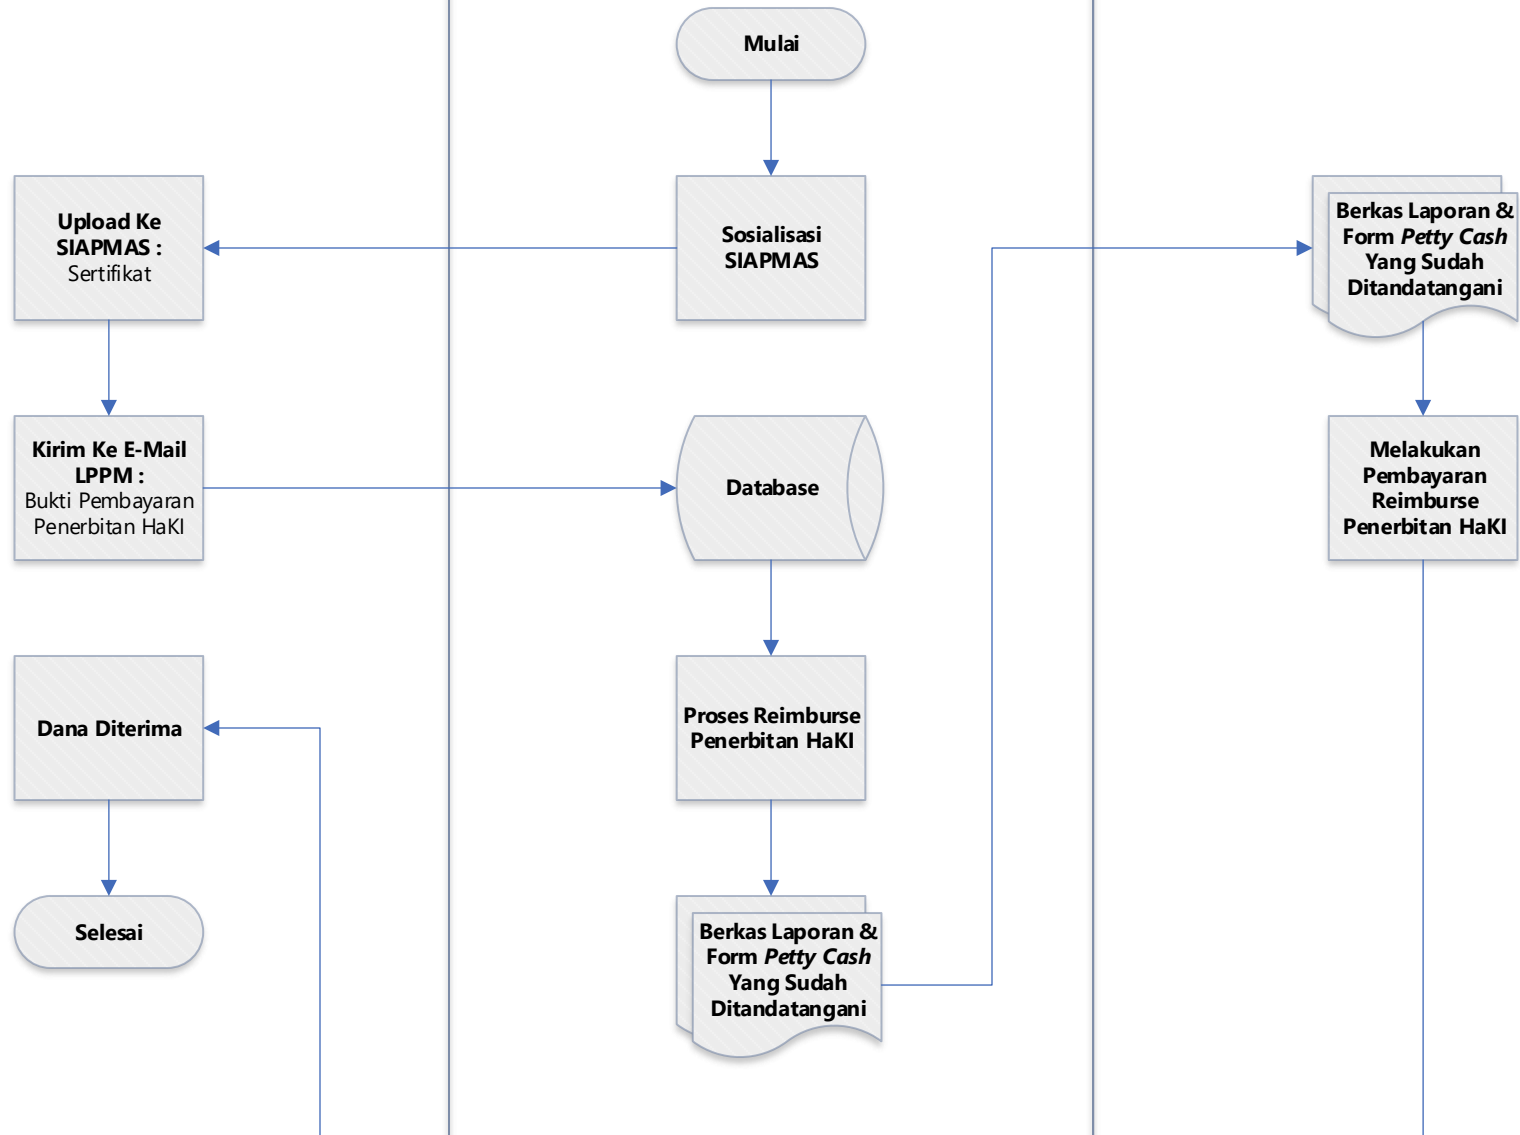 Mulai
Upload Ke
SIAPMAS :
Sertifikat
Sosialisasi
SIAPMAS
Berkas Laporan &
Form Petty Cash
Yang Sudah
Ditandatangani
Kirim Ke E-Mail
LPPM :
Bukti Pembayaran
Penerbitan HaKI
Database
Melakukan
Pembayaran
Reimburse
Penerbitan HaKI
Dana Diterima
Proses Reimburse
Penerbitan HaKI
Selesai
Berkas Laporan &
Form Petty Cash
Yang Sudah
Ditandatangani